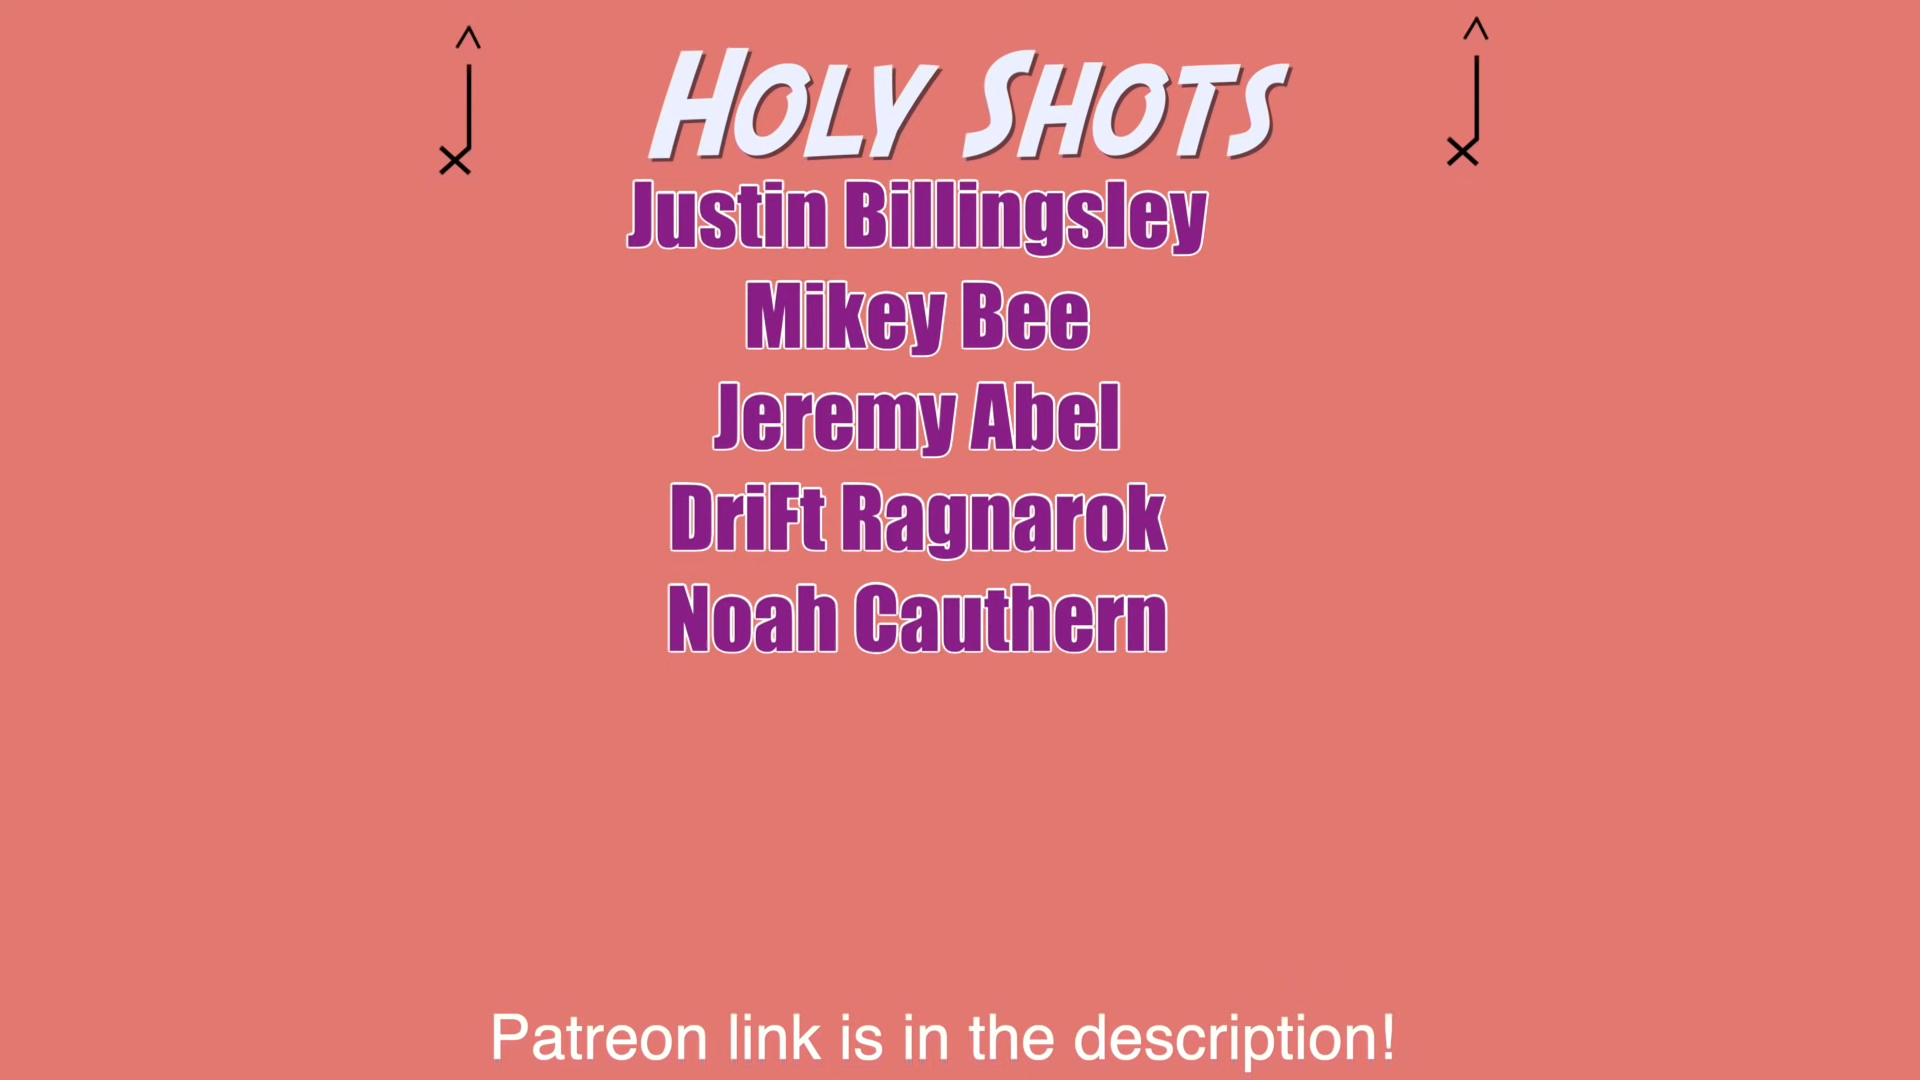 Holy Shots
Justin Billingsley
Mikey Bee
Jeremy Abel
DriFt Ragnarok
Noah Cauthern
Patreon link is in the description!